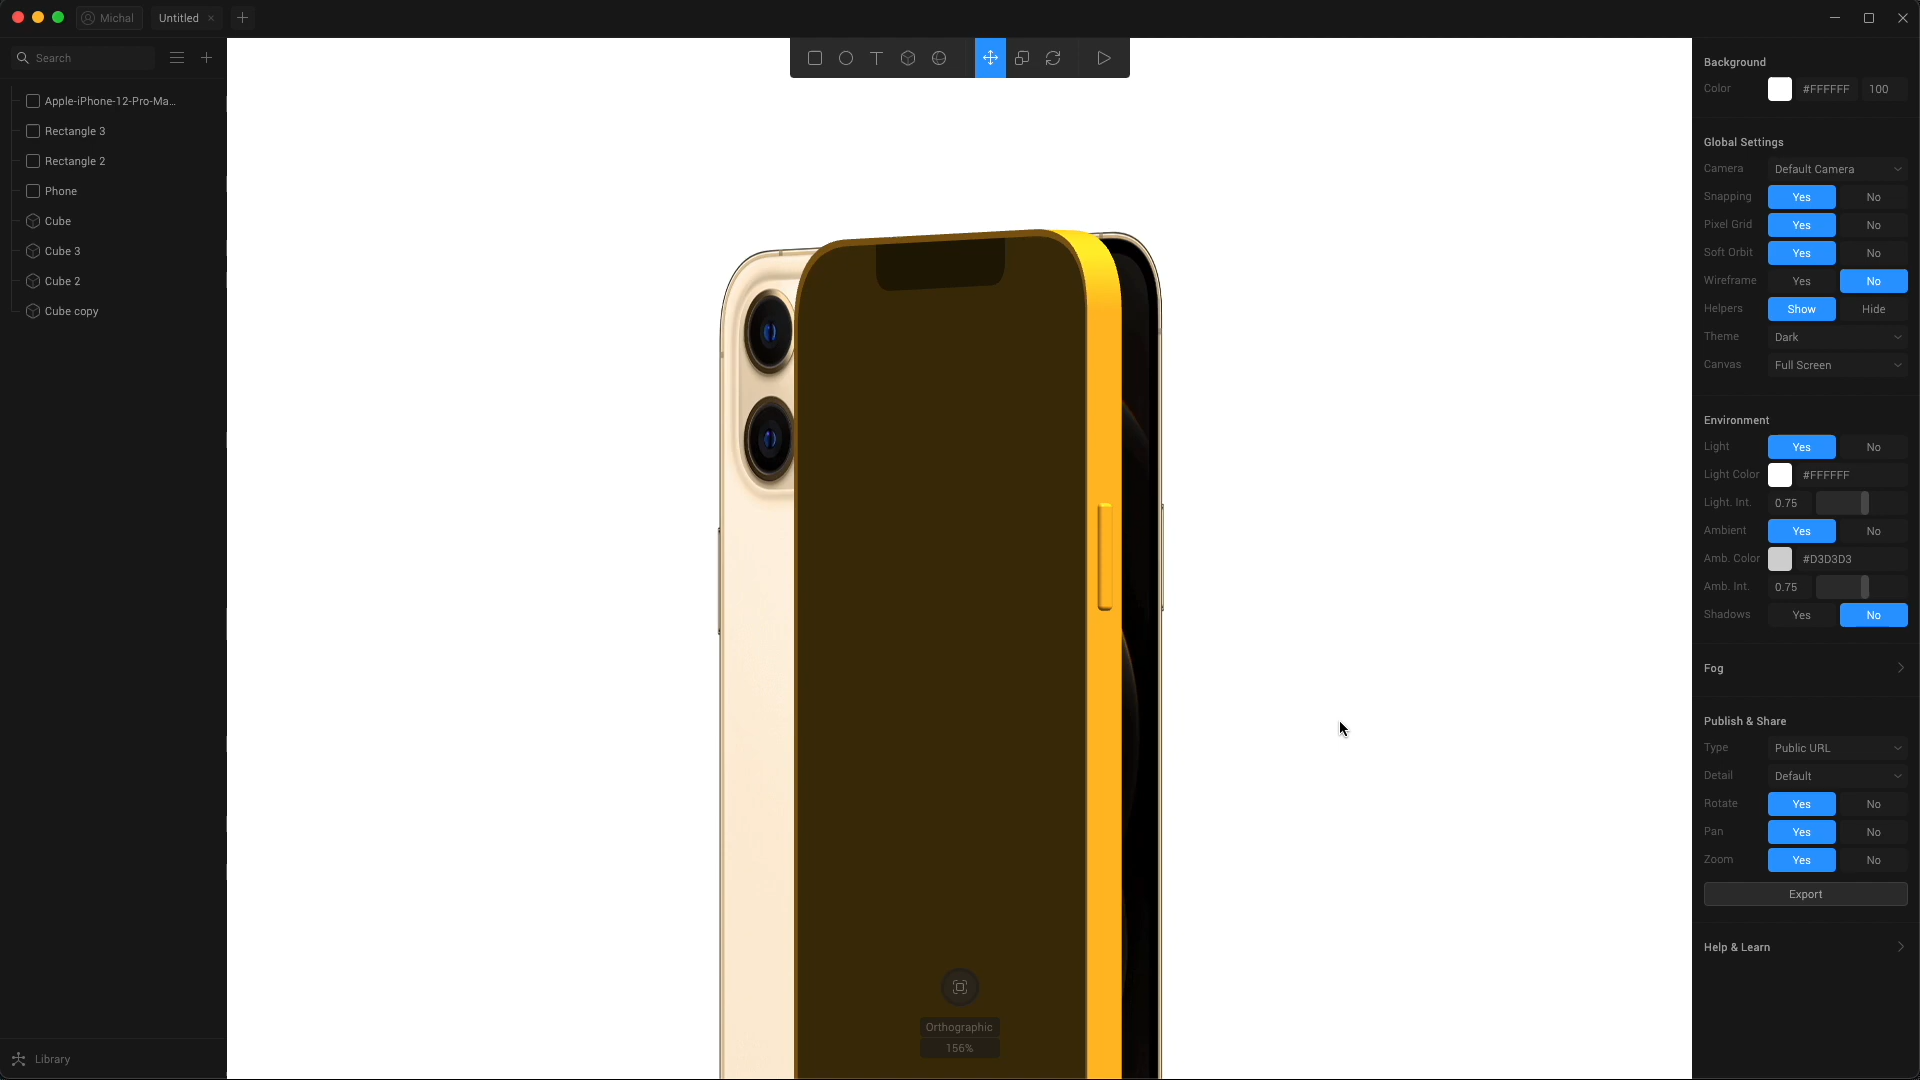 Michal
Untitled
Search
Apple-iPhone-12-Pro-Ma...
Rectangle 3
Rectangle 2
Phone
Cube
Cube 3
Cube 2
Cube copy
Library
Orthographic
156%
Background
Color #FFFFFF 100
Global Settings
Camera Default Camera
Snapping Yes No
Pixel Grid Yes No
Soft Orbit Yes No
Wireframe Yes No
Helpers Show Hide
Theme Dark
Canvas Full Screen
Environment
Light Yes No
Light Color #FFFFFF
Light. Int. 0.75
Ambient Yes No
Amb. Color #D3D3D3
Amb. Int. 0.75
Shadows Yes No
Fog
Publish & Share
Type Public URL
Detail Default
Rotate Yes No
Pan Yes No
Zoom Yes No
Export
Help & Learn